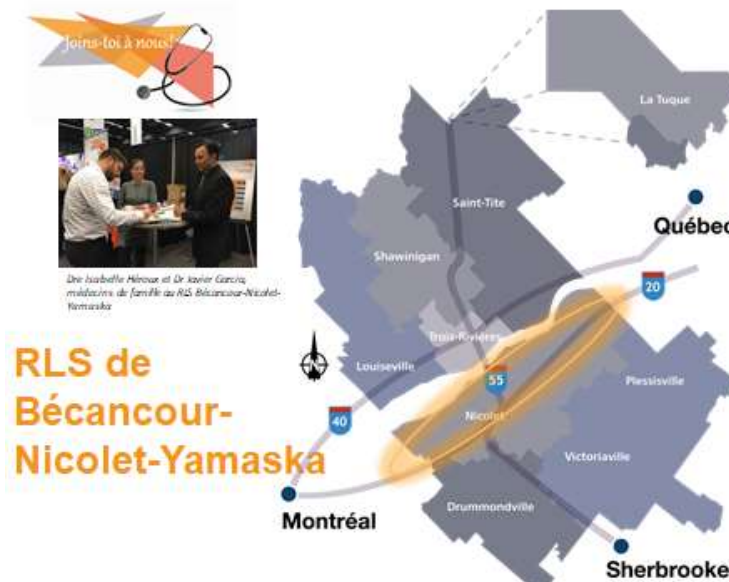 Joins-toi à nous!
Dre Isabelle Héroux et Dr Javier Garcia,
médecins de famille au RLS Bécancour-Nicolet-
Yamaska
RLS de
Bécancour-
Nicolet-Yamaska
La Tuque
Saint-Tite
Québec
Shawinigan
20
Trois-Rivières
Louiseville
55
Plessisville
Nicolet
40
Victoriaville
Drummondville
Montréal
Sherbrooke